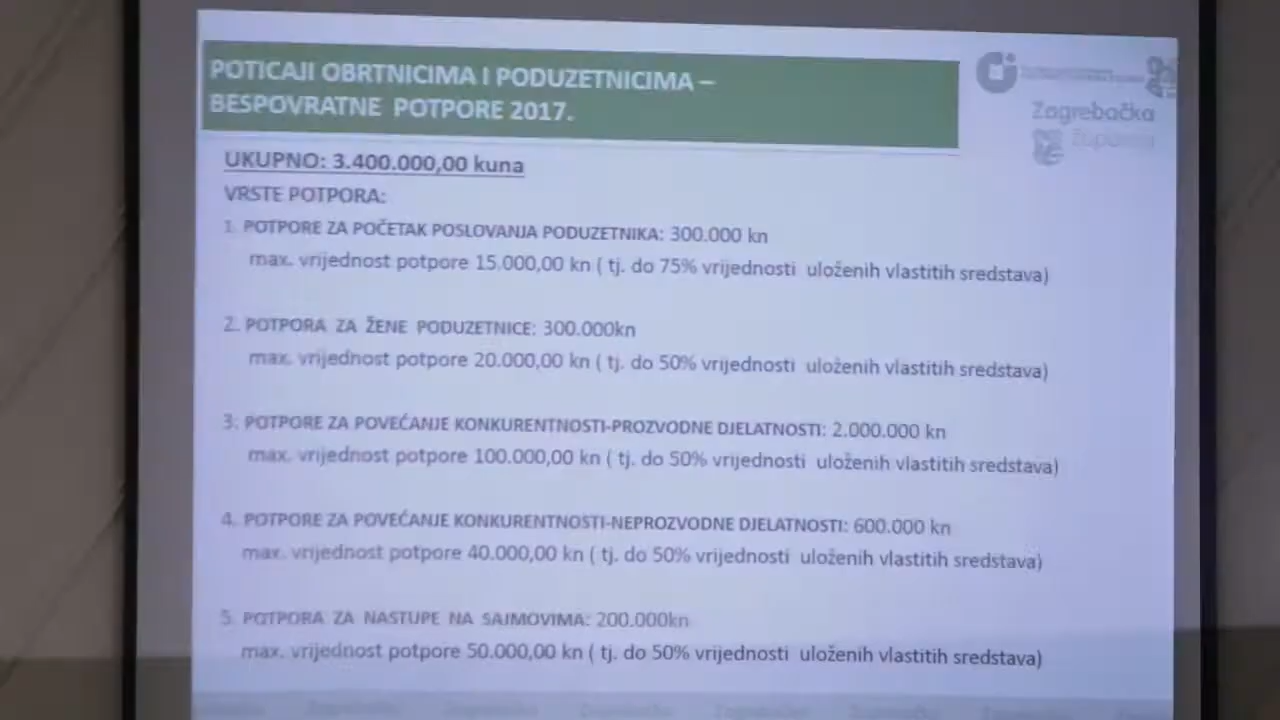 POTICAJI OBRTNICIMA I PODUZETNICIMA –
BESPOVRATNE POTPORE 2017.
Zagrebačka
županija
UKUPNO: 3.400.000,00 kuna
VRSTE POTPORA:
1. POTPORE ZA POČETAK POSLOVANJA PODUZETNIKA: 300.000 kn
max. vrijednost potpore 15.000,00 kn ( tj. do 75% vrijednosti uloženih vlastitih sredstava)
2. POTPORA ZA ŽENE PODUZETNICE: 300.000kn
max. vrijednost potpore 20.000,00 kn ( tj. do 50% vrijednosti uloženih vlastitih sredstava)
3. POTPORE ZA POVEĆANJE KONKURENTNOSTI-PROZVODNE DJELATNOSTI: 2.000.000 kn
max. vrijednost potpore 100.000,00 kn ( tj. do 50% vrijednosti uloženih vlastitih sredstava)
4. POTPORE ZA POVEĆANJE KONKURENTNOSTI-NEPROZVODNE DJELATNOSTI: 600.000 kn
max. vrijednost potpore 40.000,00 kn ( tj. do 50% vrijednosti uloženih vlastitih sredstava)
5. POTPORA ZA NASTUPE NA SAJMOVIMA: 200.000kn
max. vrijednost potpore 50.000,00 kn ( tj. do 50% vrijednosti uloženih vlastitih sredstava)